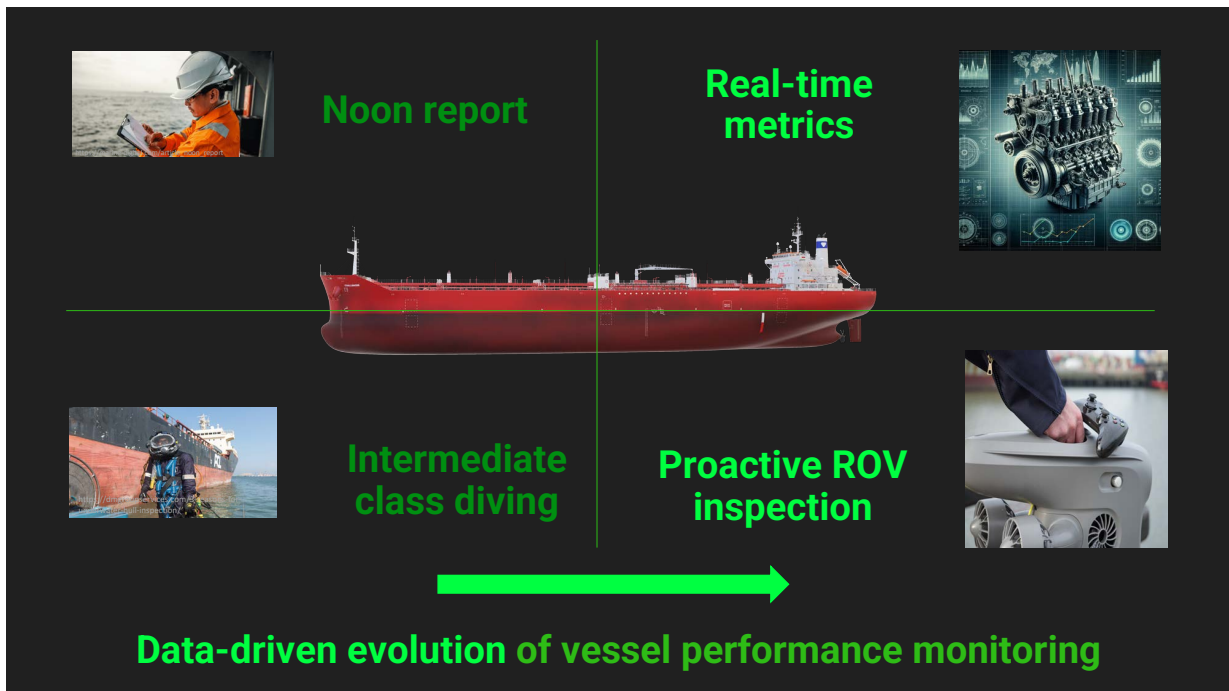 Noon report
Real-time
metrics
Intermediate
class diving
Proactive ROV
inspection
Data-driven evolution of vessel performance monitoring